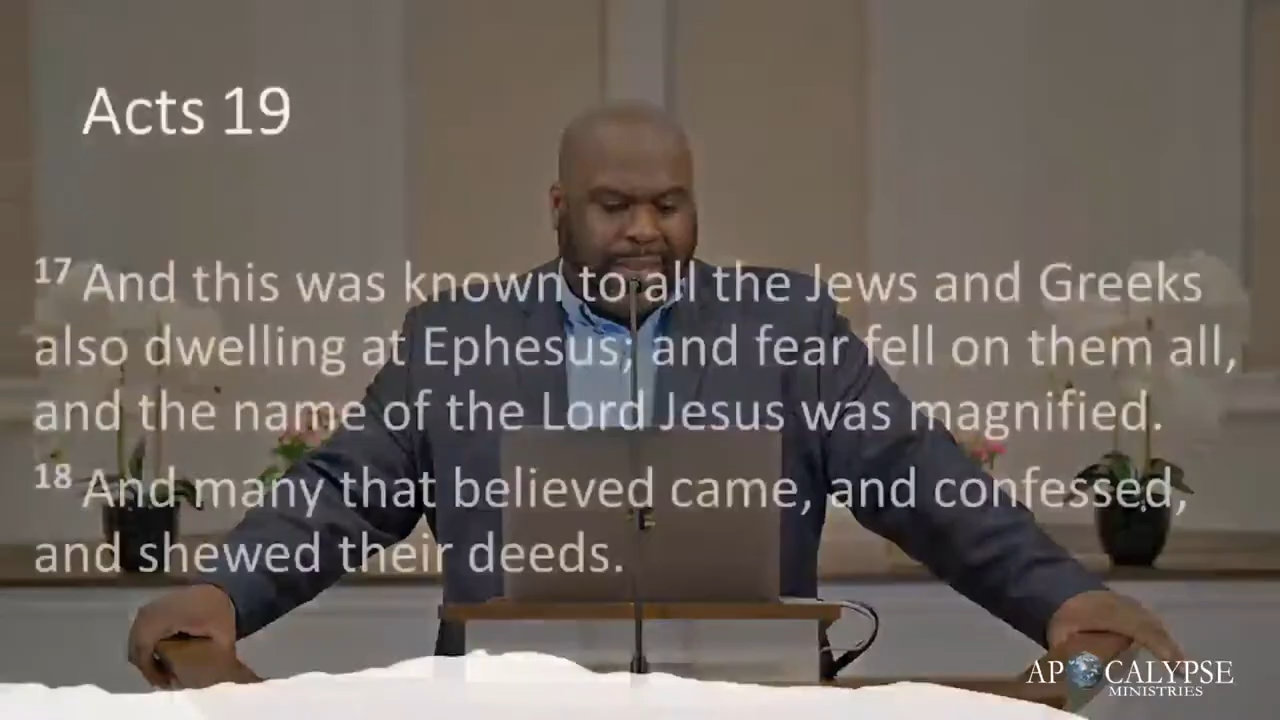 Acts 19
17 And this was known to all the Jews and Greeks
also dwelling at Ephesus; and fear fell on them all,
and the name of the Lord Jesus was magnified.
18 And many that believed came, and confessed,
and shewed their deeds.
APOCALYPSE
MINISTRIES